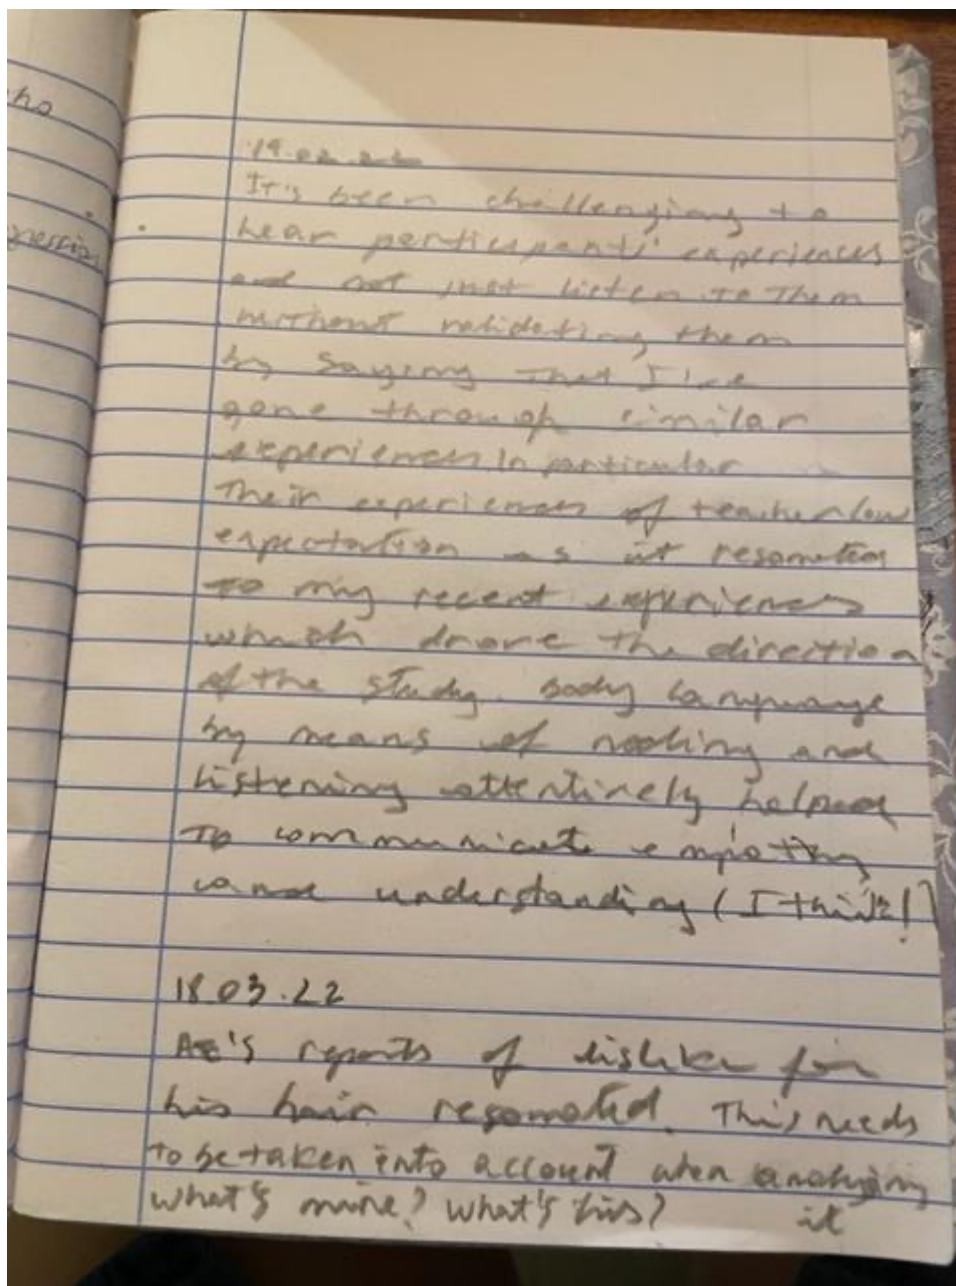 ho
19.02.22
It's been challenging to
hear participants' experiences
and not just listen to them
without validating them
by saying that I've
gone through similar
experiences. In particular
their experiences of teacher low
expectation as it resonated
to my recent experiences
which drove the direction
of the study. Body language
by means of nodding and
listening attentively helped
to communicate empathy
and understanding (I think!)
18.03.22
's reports of dislike for
his hair resonated. This needs
to be taken into account when analysing
it
What's mine? What's his?